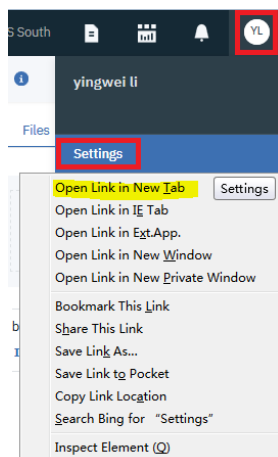 S South
YL
yingwei li
Files
Settings
Open Link in New Tab
Settings
Open Link in IE Tab
Open Link in Ext.App.
Open Link in New Window
Open Link in New Private Window
Bookmark This Link
Share This Link
Save Link As...
Save Link to Pocket
Copy Link Location
Search Bing for “Settings”
Inspect Element (Q)